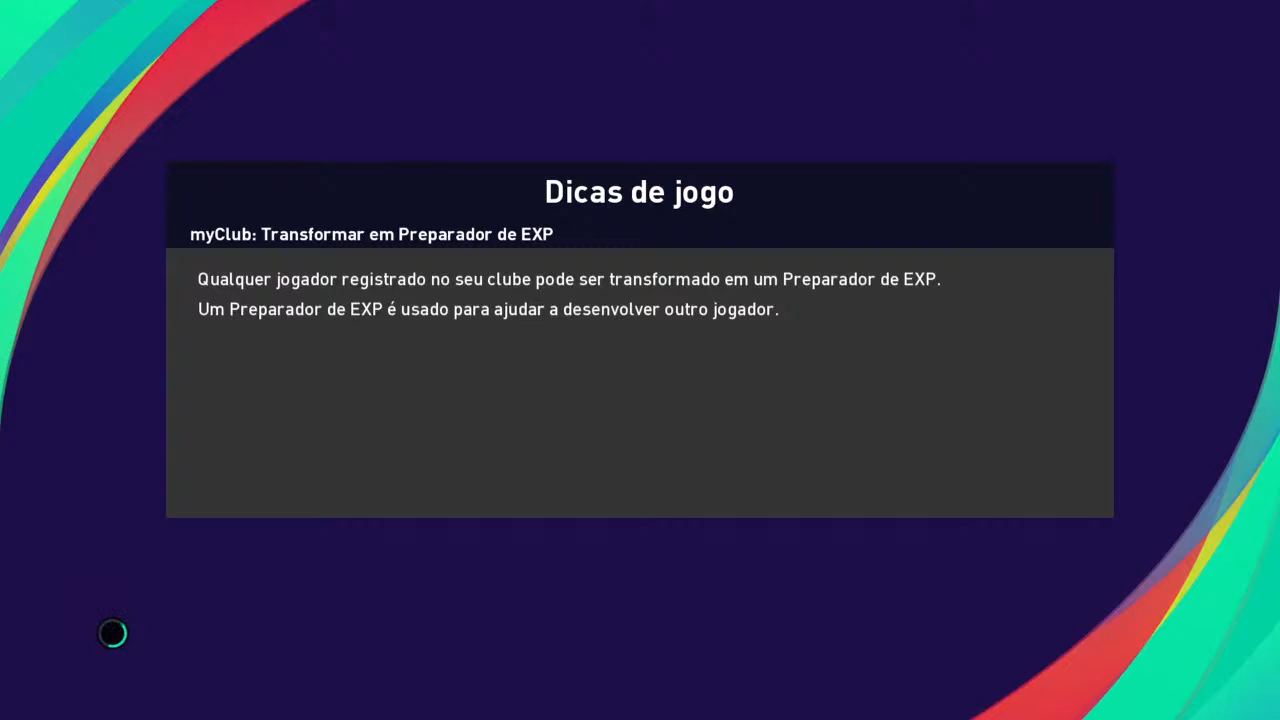 Dicas de jogo
myClub: Transformar em Preparador de EXP
Qualquer jogador registrado no seu clube pode ser transformado em um Preparador de EXP.
Um Preparador de EXP é usado para ajudar a desenvolver outro jogador.